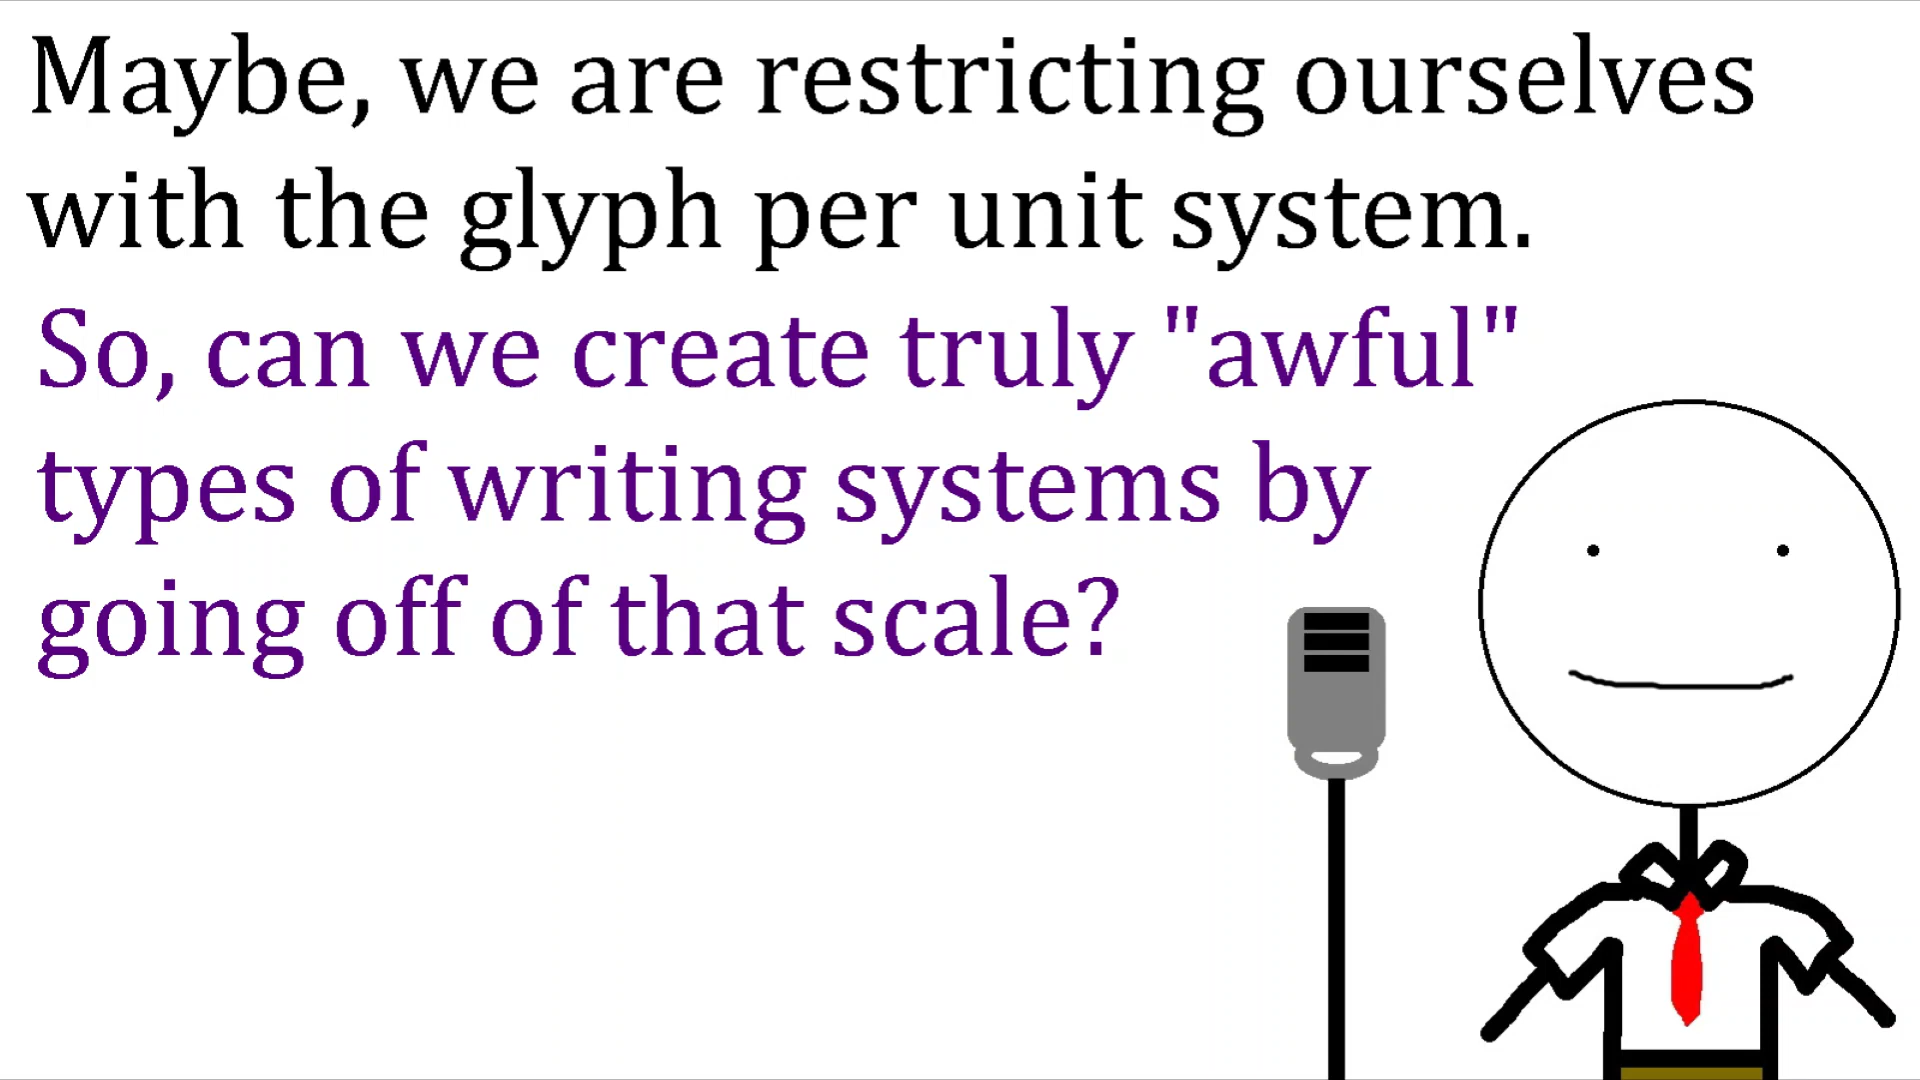 Maybe, we are restricting ourselves
with the glyph per unit system.
So, can we create truly "awful"
types of writing systems by
going off of that scale?